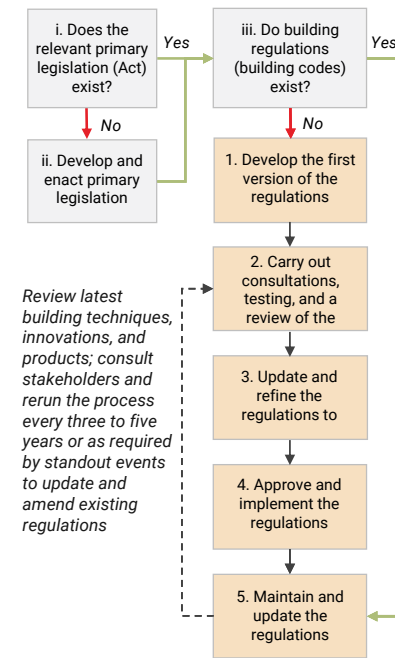 i. Does the
relevant primary
legislation (Act)
exist?
Yes
No
ii. Develop and
enact primary
legislation
iii. Do building
regulations
(building codes)
exist?
Yes
No
1. Develop the first
version of the
regulations
2. Carry out
consultations,
testing, and a
review of the
3. Update and
refine the
regulations to
4. Approve and
implement the
regulations
5. Maintain and
update the
regulations
Review latest
building techniques,
innovations, and
products; consult
stakeholders and
rerun the process
every three to five
years or as required
by standout events
to update and
amend existing
regulations